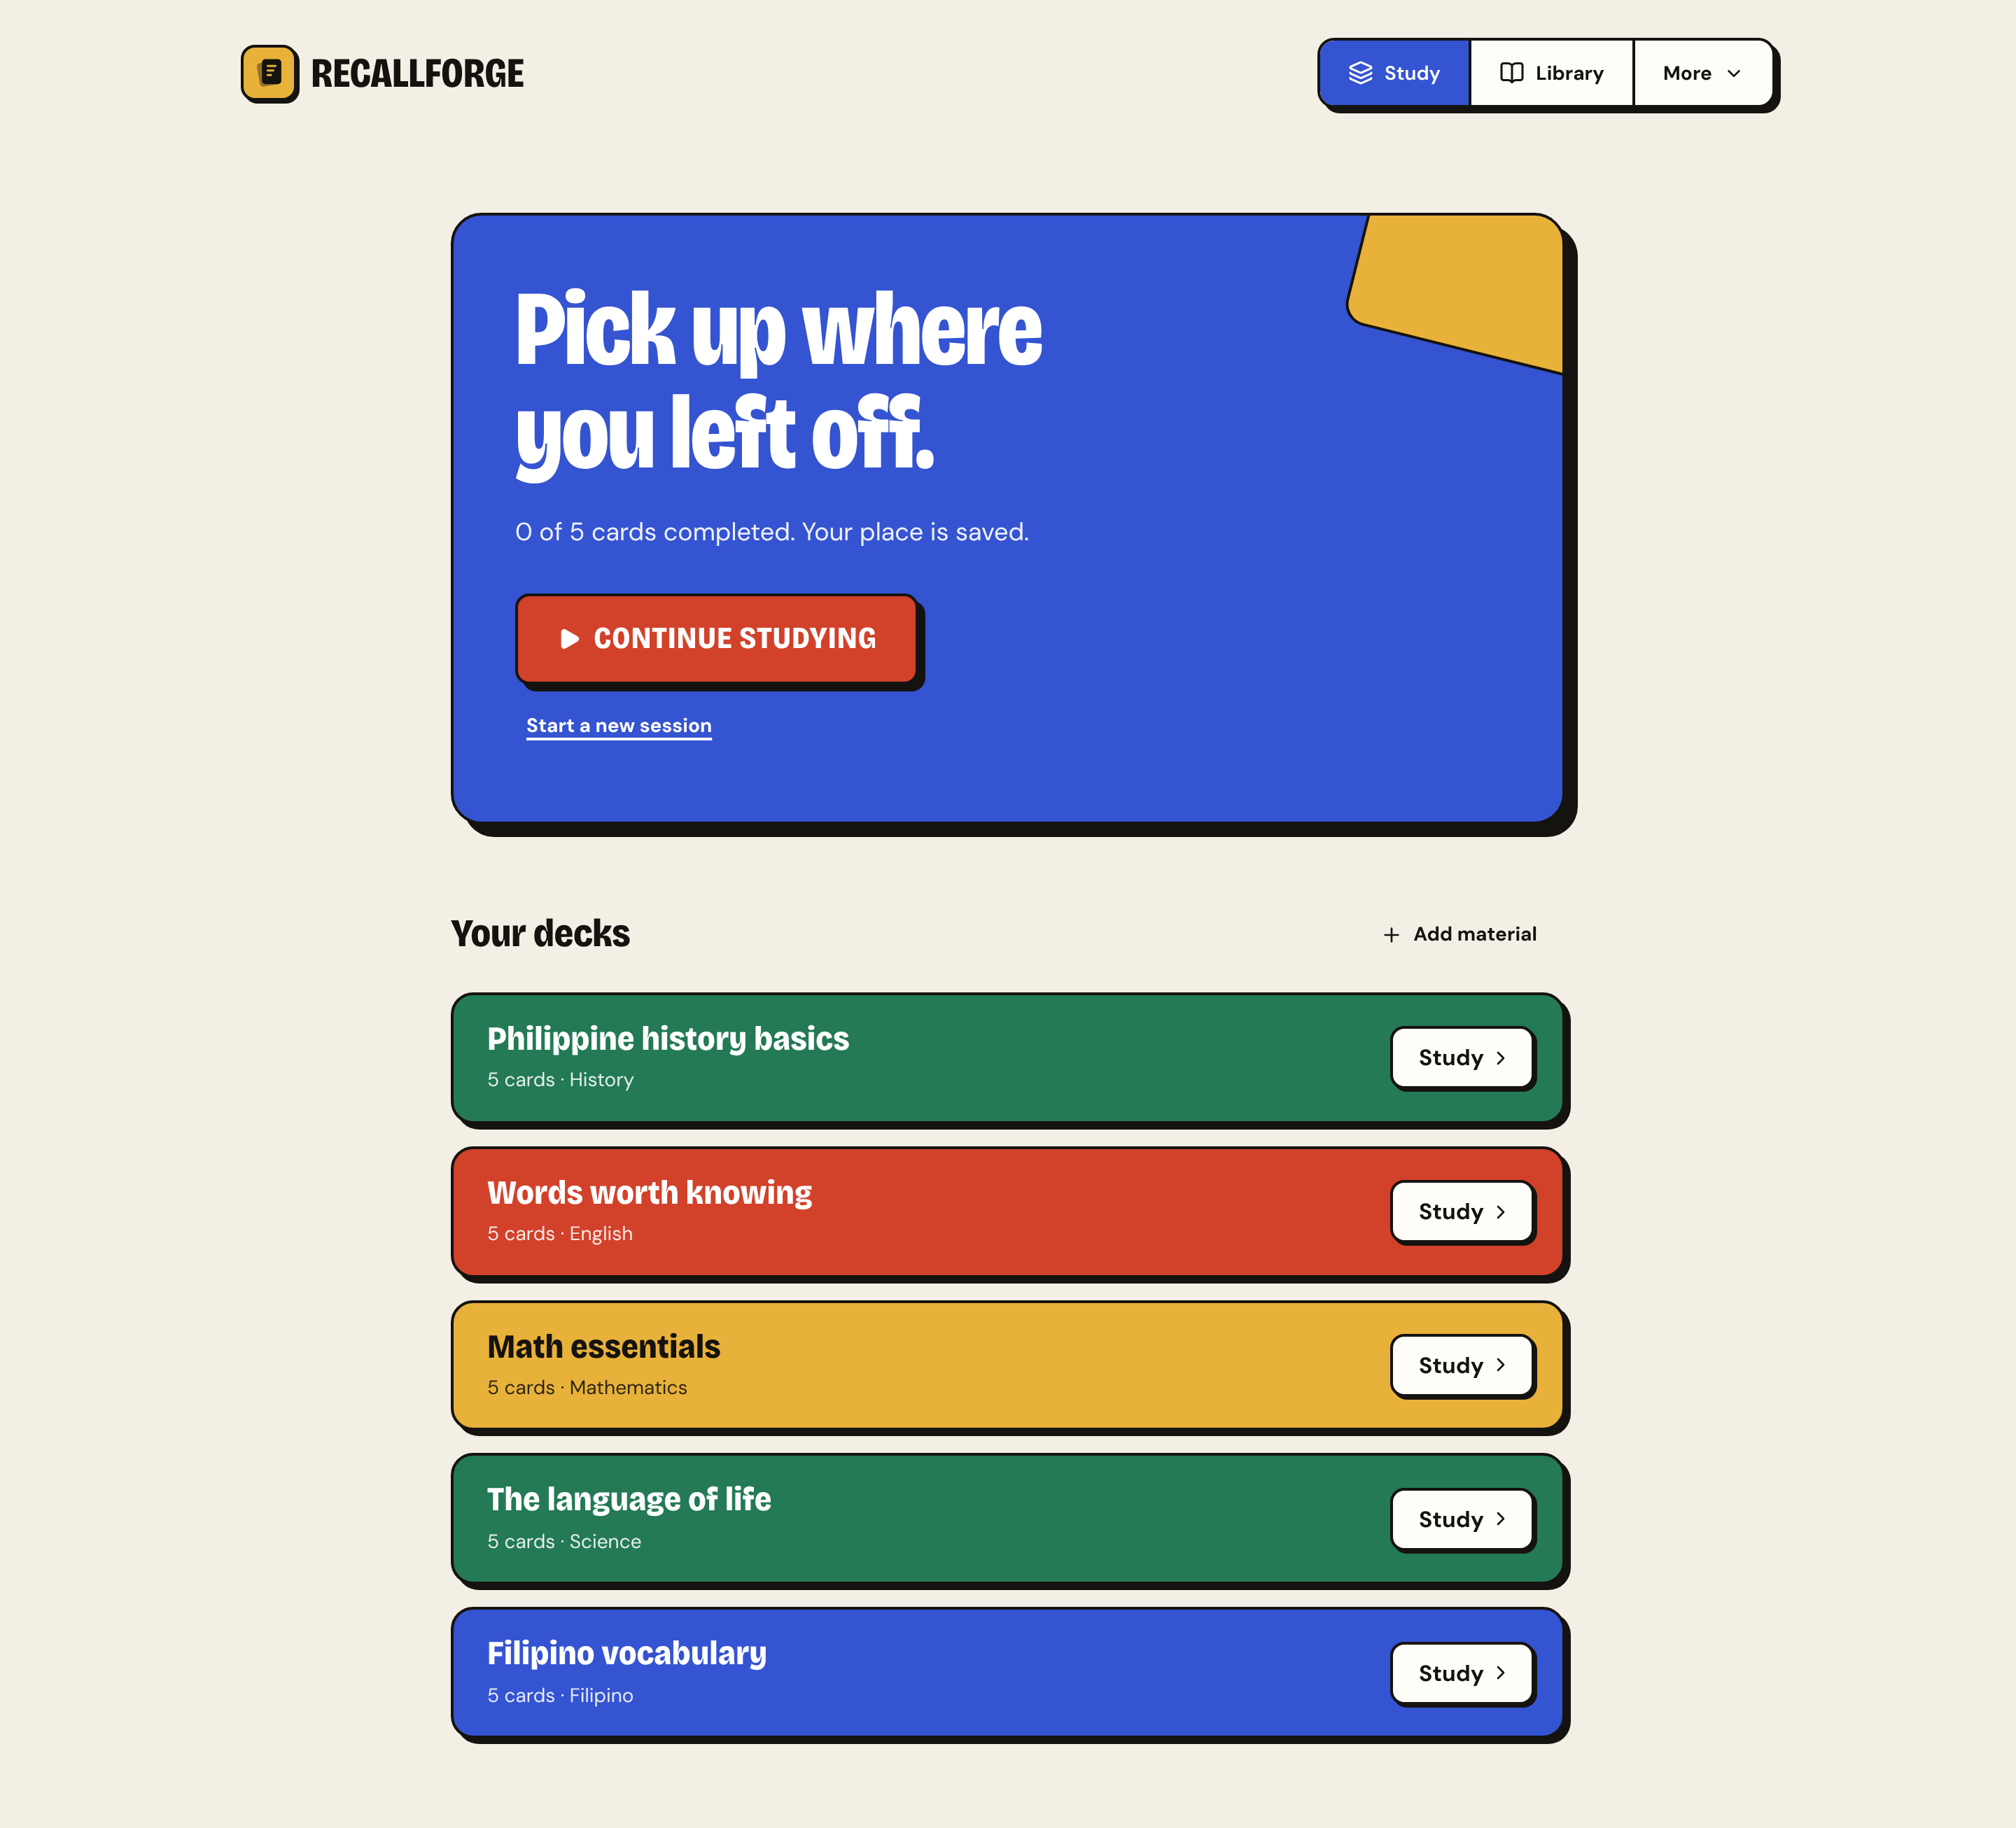 RECALLFORGE
Study
Library
More
Pick up where
you left off.
0 of 5 cards completed. Your place is saved.
CONTINUE STUDYING
Start a new session
Your decks
Add material
Philippine history basics
5 cards · History
Study
Words worth knowing
5 cards · English
Study
Math essentials
5 cards · Mathematics
Study
The language of life
5 cards · Science
Study
Filipino vocabulary
5 cards · Filipino
Study